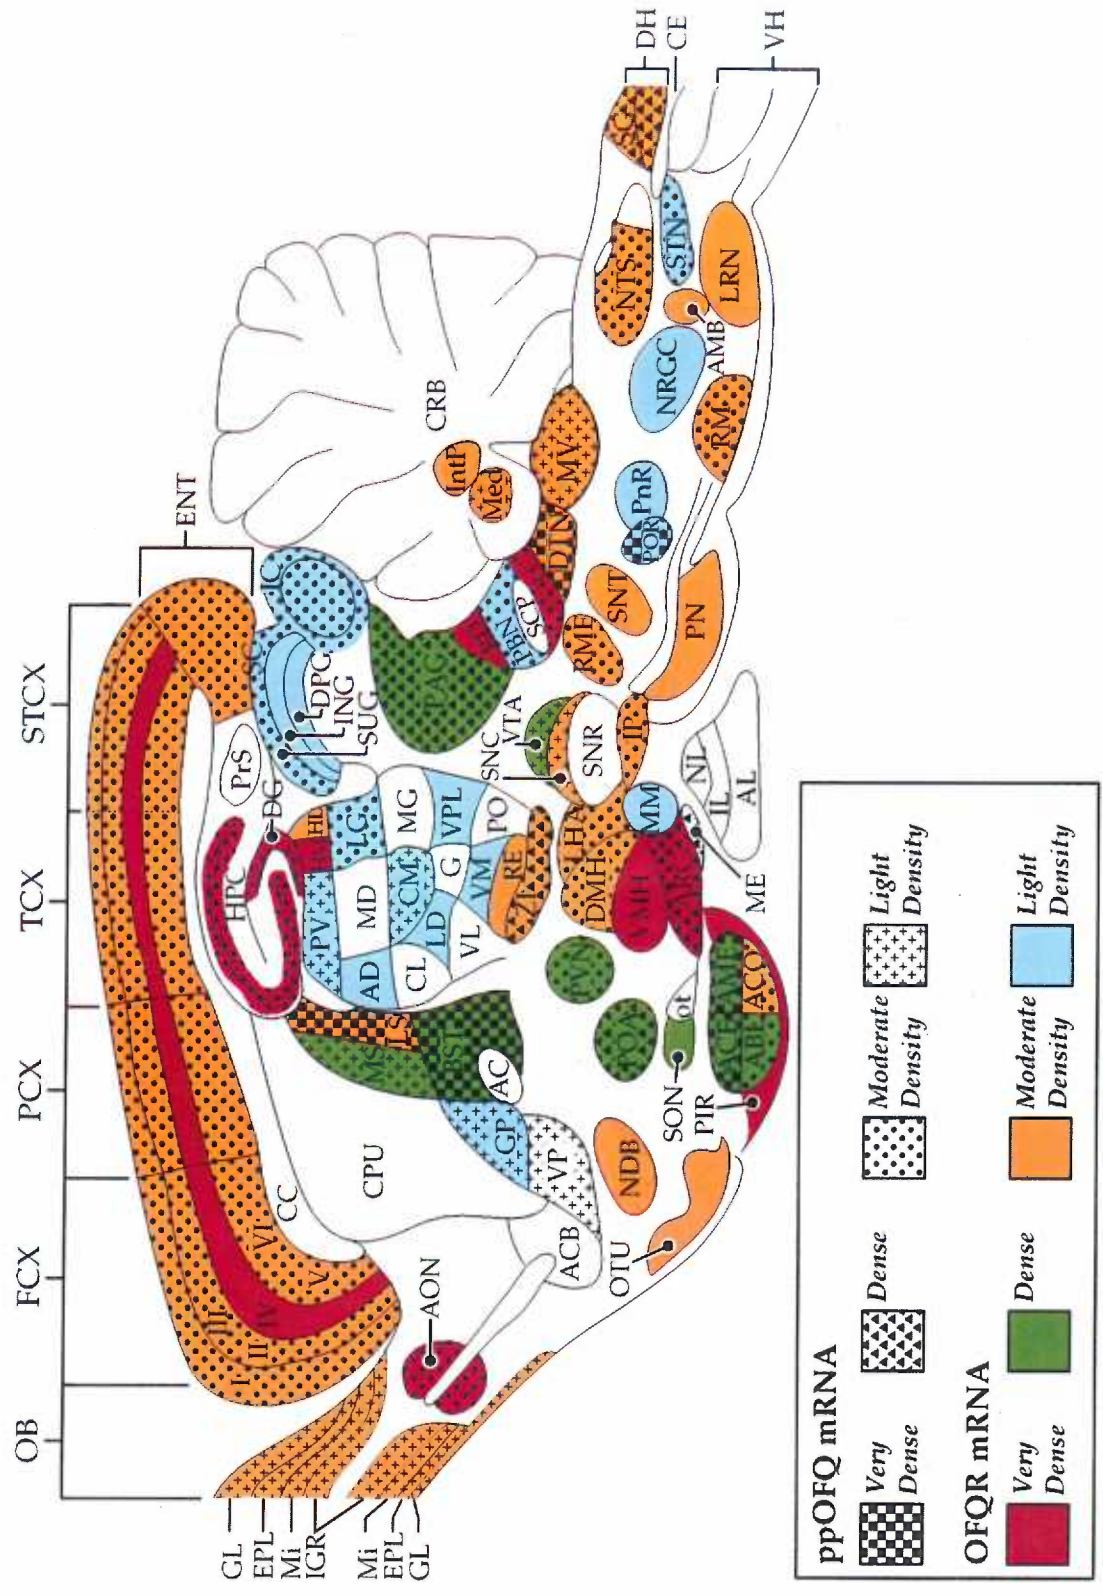 OB
FCX
PCX
TCX
STCX
ENT
GL
EPL
Mi
IGR
Mi
EPL
GL
I
II
III
IV
V
VI
CC
CPU
AON
ACB
OTU
NDB
VP
GP
AC
BST
MS
LS
HPC
DG
PrS
HL
PV
LG
AD
MD
MG
CM
CL
LD
G
VPL
VL
VM
PO
RE
ZI
LHA
DMH
VMH
ARC
PVN
SON
ot
PIR
ACE
AME
ABL
ACO
MM
ME
NL
IL
AL
SC
IC
DPG
ING
SUG
PAG
SNC
VTA
SNR
IP
PBN
SCP
DTN
RME
SNT
PN
POR
PnR
CRB
IntP
Med
MV
NRGC
RM
AMB
LRN
NTS
STN
SG
DH
CE
VH
ppOFQ mRNA
Very Dense
Dense
Moderate Density
Light Density
OFQR mRNA
Very Dense
Dense
Moderate Density
Light Density